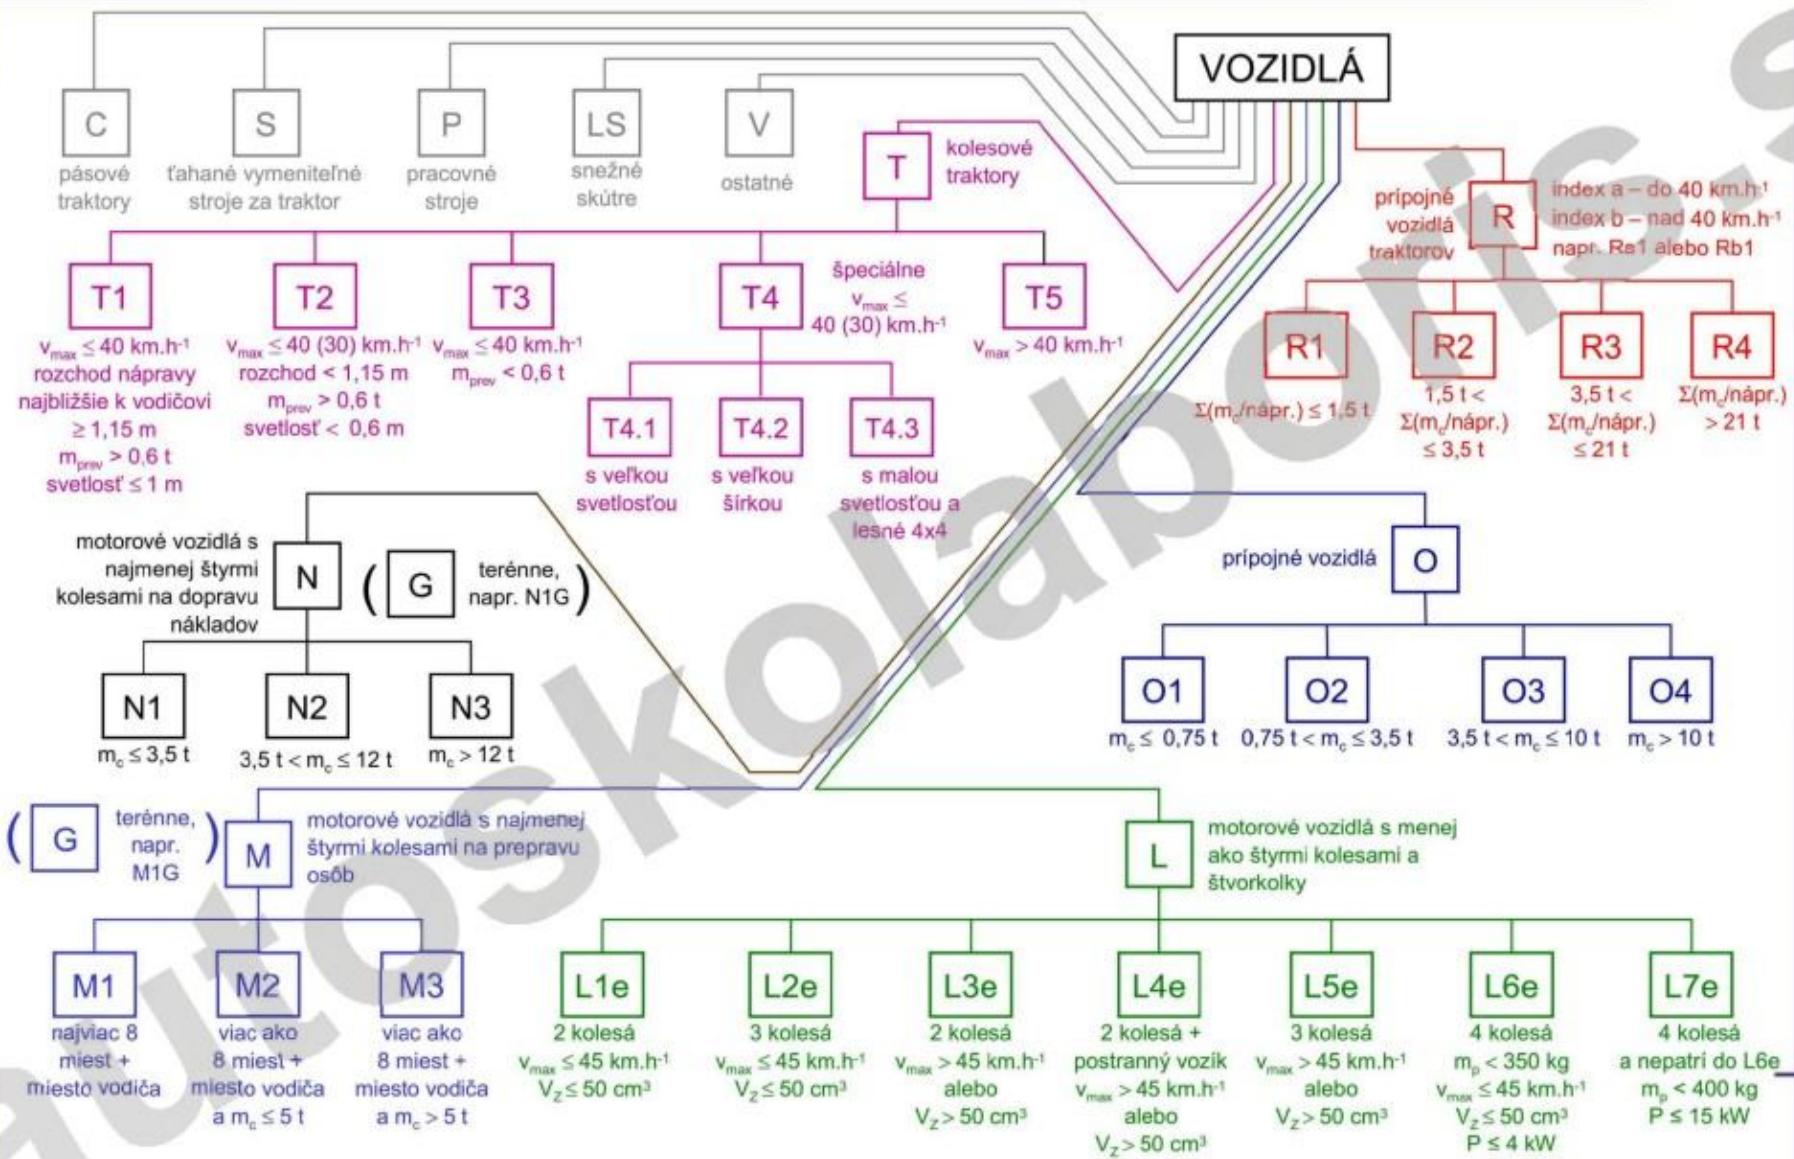 VOZIDLÁ
C
pásové
traktory
S
ťahané vymeniteľné
stroje za traktor
P
pracovné
stroje
LS
snežné
skútre
V
ostatné
T
kolesové
traktory
prípojné
vozidlá
traktorov
R
index a – do 40 km.h⁻¹
index b – nad 40 km.h⁻¹
napr. Ra1 alebo Rb1
T1
vmax ≤ 40 km.h⁻¹
rozchod nápravy
najbližšie k vodičovi
≥ 1,15 m
mprev > 0,6 t
svetlosť ≤ 1 m
T2
vmax ≤ 40 (30) km.h⁻¹
rozchod < 1,15 m
mprev > 0,6 t
svetlosť < 0,6 m
T3
vmax ≤ 40 km.h⁻¹
mprev < 0,6 t
T4
špeciálne
vmax ≤
40 (30) km.h⁻¹
T5
vmax > 40 km.h⁻¹
T4.1
s veľkou
svetlosťou
T4.2
s veľkou
šírkou
T4.3
s malou
svetlosťou a
lesné 4x4
R1
Σ(mc/nápr.) ≤ 1,5 t
R2
1,5 t <
Σ(mc/nápr.)
≤ 3,5 t
R3
3,5 t <
Σ(mc/nápr.)
≤ 21 t
R4
Σ(mc/nápr.)
> 21 t
motorové vozidlá s
najmenej štyrmi
kolesami na dopravu
nákladov
N
( G terénne,
napr. N1G )
N1
mc ≤ 3,5 t
N2
3,5 t < mc ≤ 12 t
N3
mc > 12 t
prípojné vozidlá
O
O1
mc ≤ 0,75 t
O2
0,75 t < mc ≤ 3,5 t
O3
3,5 t < mc ≤ 10 t
O4
mc > 10 t
( G terénne,
napr.
M1G )
M
motorové vozidlá s najmenej
štyrmi kolesami na prepravu
osôb
M1
najviac 8
miest +
miesto vodiča
M2
viac ako
8 miest +
miesto vodiča
a mc ≤ 5 t
M3
viac ako
8 miest +
miesto vodiča
a mc > 5 t
L
motorové vozidlá s menej
ako štyrmi kolesami a
štvorkolky
L1e
2 kolesá
vmax ≤ 45 km.h⁻¹
VZ ≤ 50 cm³
L2e
3 kolesá
vmax ≤ 45 km.h⁻¹
VZ ≤ 50 cm³
L3e
2 kolesá
vmax > 45 km.h⁻¹
alebo
VZ > 50 cm³
L4e
2 kolesá +
postranný vozík
vmax > 45 km.h⁻¹
alebo
VZ > 50 cm³
L5e
3 kolesá
vmax > 45 km.h⁻¹
alebo
VZ > 50 cm³
L6e
4 kolesá
mp < 350 kg
vmax ≤ 45 km.h⁻¹
VZ ≤ 50 cm³
P ≤ 4 kW
L7e
4 kolesá
a nepatrí do L6e
mp < 400 kg
P ≤ 15 kW
autoskolaboris.s